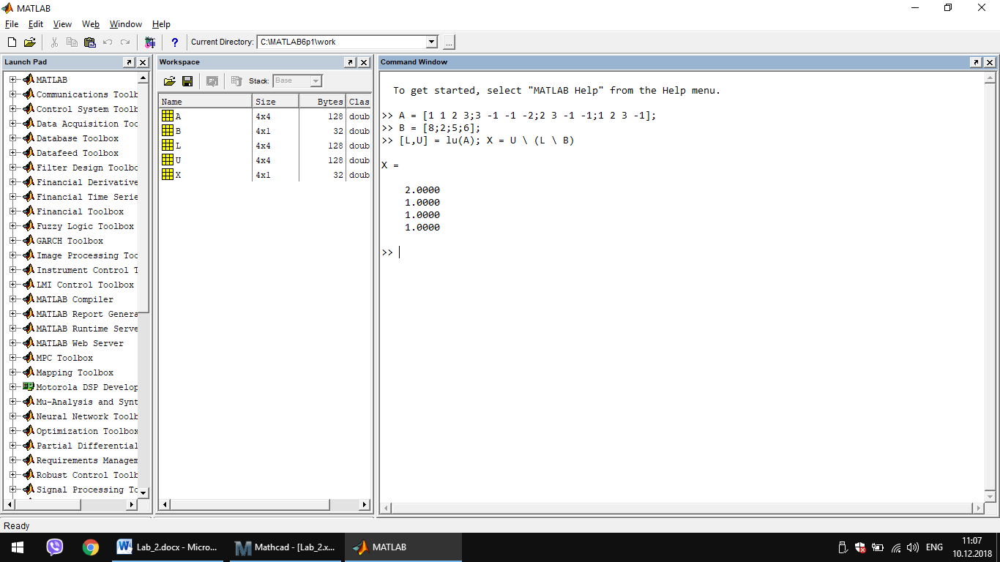 MATLAB
File Edit View Web Window Help
Current Directory: C:\MATLAB6p1\work
...
Launch Pad
MATLAB
Communications Toolb
Control System Toolb
Data Acquisition Too
Database Toolbox
Datafeed Toolbox
Filter Design Toolbo
Financial Derivative
Financial Time Serie
Financial Toolbox
Fuzzy Logic Toolbox
GARCH Toolbox
Image Processing Too
Instrument Control T
LMI Control Toolbox
MATLAB Compiler
MATLAB Report Genera
MATLAB Runtime Serve
MATLAB Web Server
MPC Toolbox
Mapping Toolbox
Motorola DSP Develop
Mu-Analysis and Synt
Neural Network Toolb
Optimization Toolbox
Partial Differential
Requirements Managem
Robust Control Toolb
Signal Processing To
Workspace
Stack: Base
Name Size Bytes Clas
A 4x4 128 doub
B 4x1 32 doub
L 4x4 128 doub
U 4x4 128 doub
X 4x1 32 doub
Command Window
To get started, select "MATLAB Help" from the Help menu.
>> A = [1 1 2 3;3 -1 -1 -2;2 3 -1 -1;1 2 3 -1];
>> B = [8;2;5;6];
>> [L,U] = lu(A); X = U \ (L \ B)
X =
2.0000
1.0000
1.0000
1.0000
>>
Ready
Lab_2.docx - Micro...
Mathcad - [Lab_2.x...
MATLAB
ENG
11:07
10.12.2018